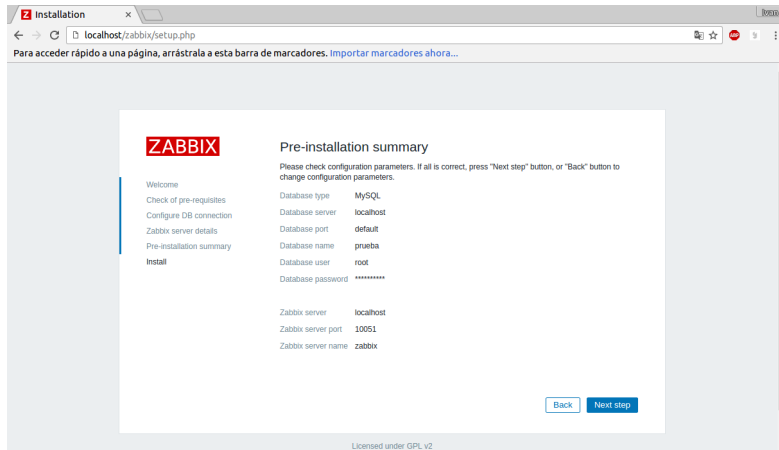 Installation
Ivan
localhost/zabbix/setup.php
Para acceder rápido a una página, arrástrala a esta barra de marcadores. Importar marcadores ahora...
ZABBIX
Pre-installation summary
Please check configuration parameters. If all is correct, press "Next step" button, or "Back" button to
change configuration parameters.
Welcome
Check of pre-requisites
Configure DB connection
Zabbix server details
Pre-installation summary
Install
Database type MySQL
Database server localhost
Database port default
Database name prueba
Database user root
Database password **********
Zabbix server localhost
Zabbix server port 10051
Zabbix server name zabbix
Back Next step
Licensed under GPL v2